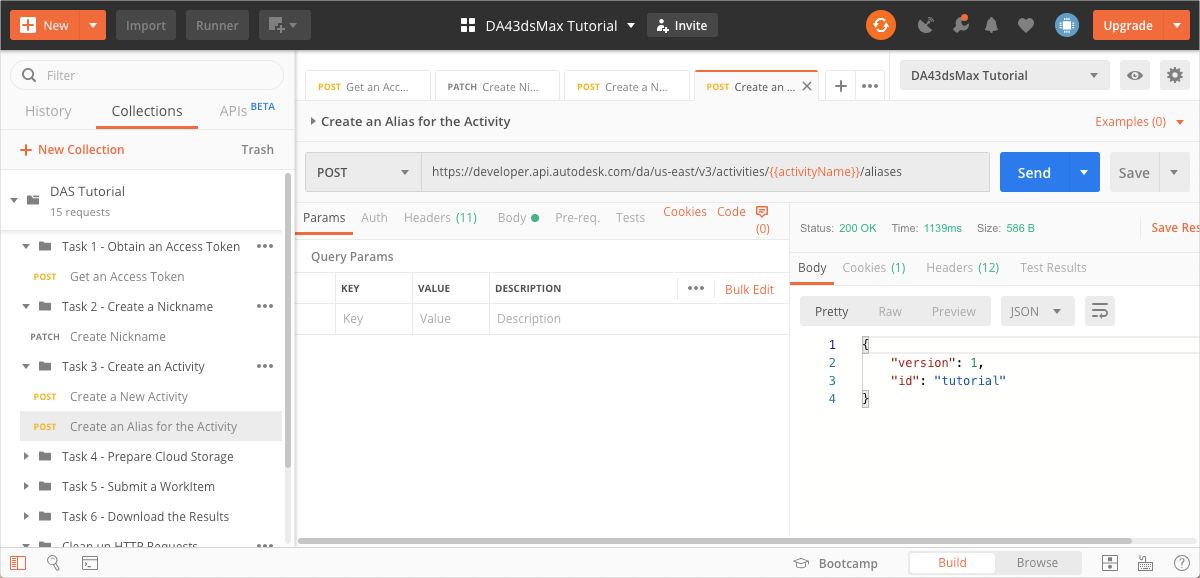 New
Import
Runner
DA43dsMax Tutorial
Invite
Upgrade
Filter
History
Collections
APIs BETA
New Collection
Trash
DAS Tutorial
15 requests
Task 1 - Obtain an Access Token
POST Get an Access Token
Task 2 - Create a Nickname
PATCH Create Nickname
Task 3 - Create an Activity
POST Create a New Activity
POST Create an Alias for the Activity
Task 4 - Prepare Cloud Storage
Task 5 - Submit a WorkItem
Task 6 - Download the Results
Clean up HTTP Requests
POST Get an Acc...
PATCH Create Ni...
POST Create a N...
POST Create an ...
DA43dsMax Tutorial
Create an Alias for the Activity
Examples (0)
POST
https://developer.api.autodesk.com/da/us-east/v3/activities/{{activityName}}/aliases
Send
Save
Params
Auth
Headers (11)
Body
Pre-req.
Tests
Cookies
Code
(0)
Query Params
KEY
VALUE
DESCRIPTION
Bulk Edit
Key
Value
Description
Status: 200 OK
Time: 1139ms
Size: 586 B
Save Res
Body
Cookies (1)
Headers (12)
Test Results
Pretty
Raw
Preview
JSON
1 {
2 "version": 1,
3 "id": "tutorial"
4 }
Bootcamp
Build
Browse